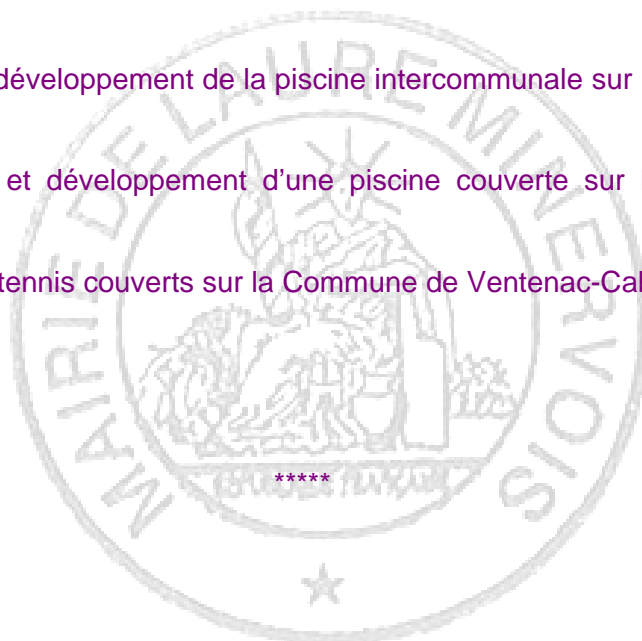 développement de la piscine intercommunale sur
et développement d'une piscine couverte sur
tennis couverts sur la Commune de Ventenac-Cab
*****
MAIRIE DE LAURE MINERVOIS